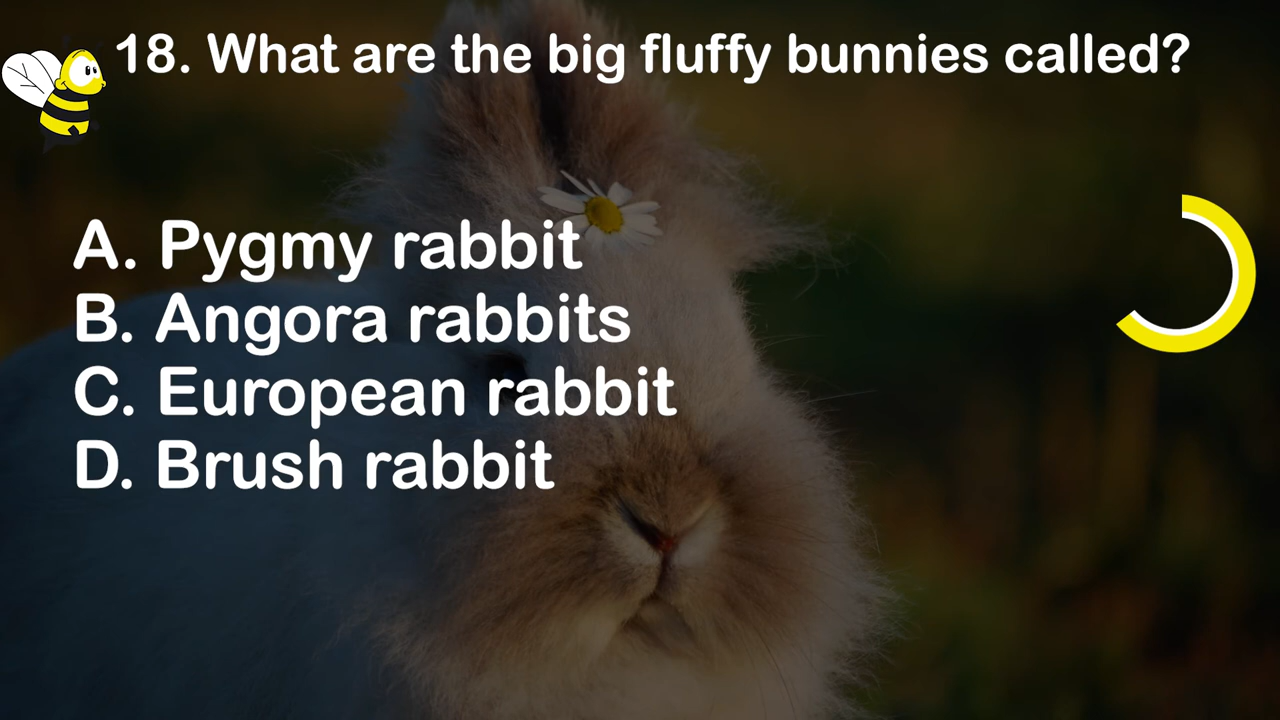 18. What are the big fluffy bunnies called?
A. Pygmy rabbit
B. Angora rabbits
C. European rabbit
D. Brush rabbit